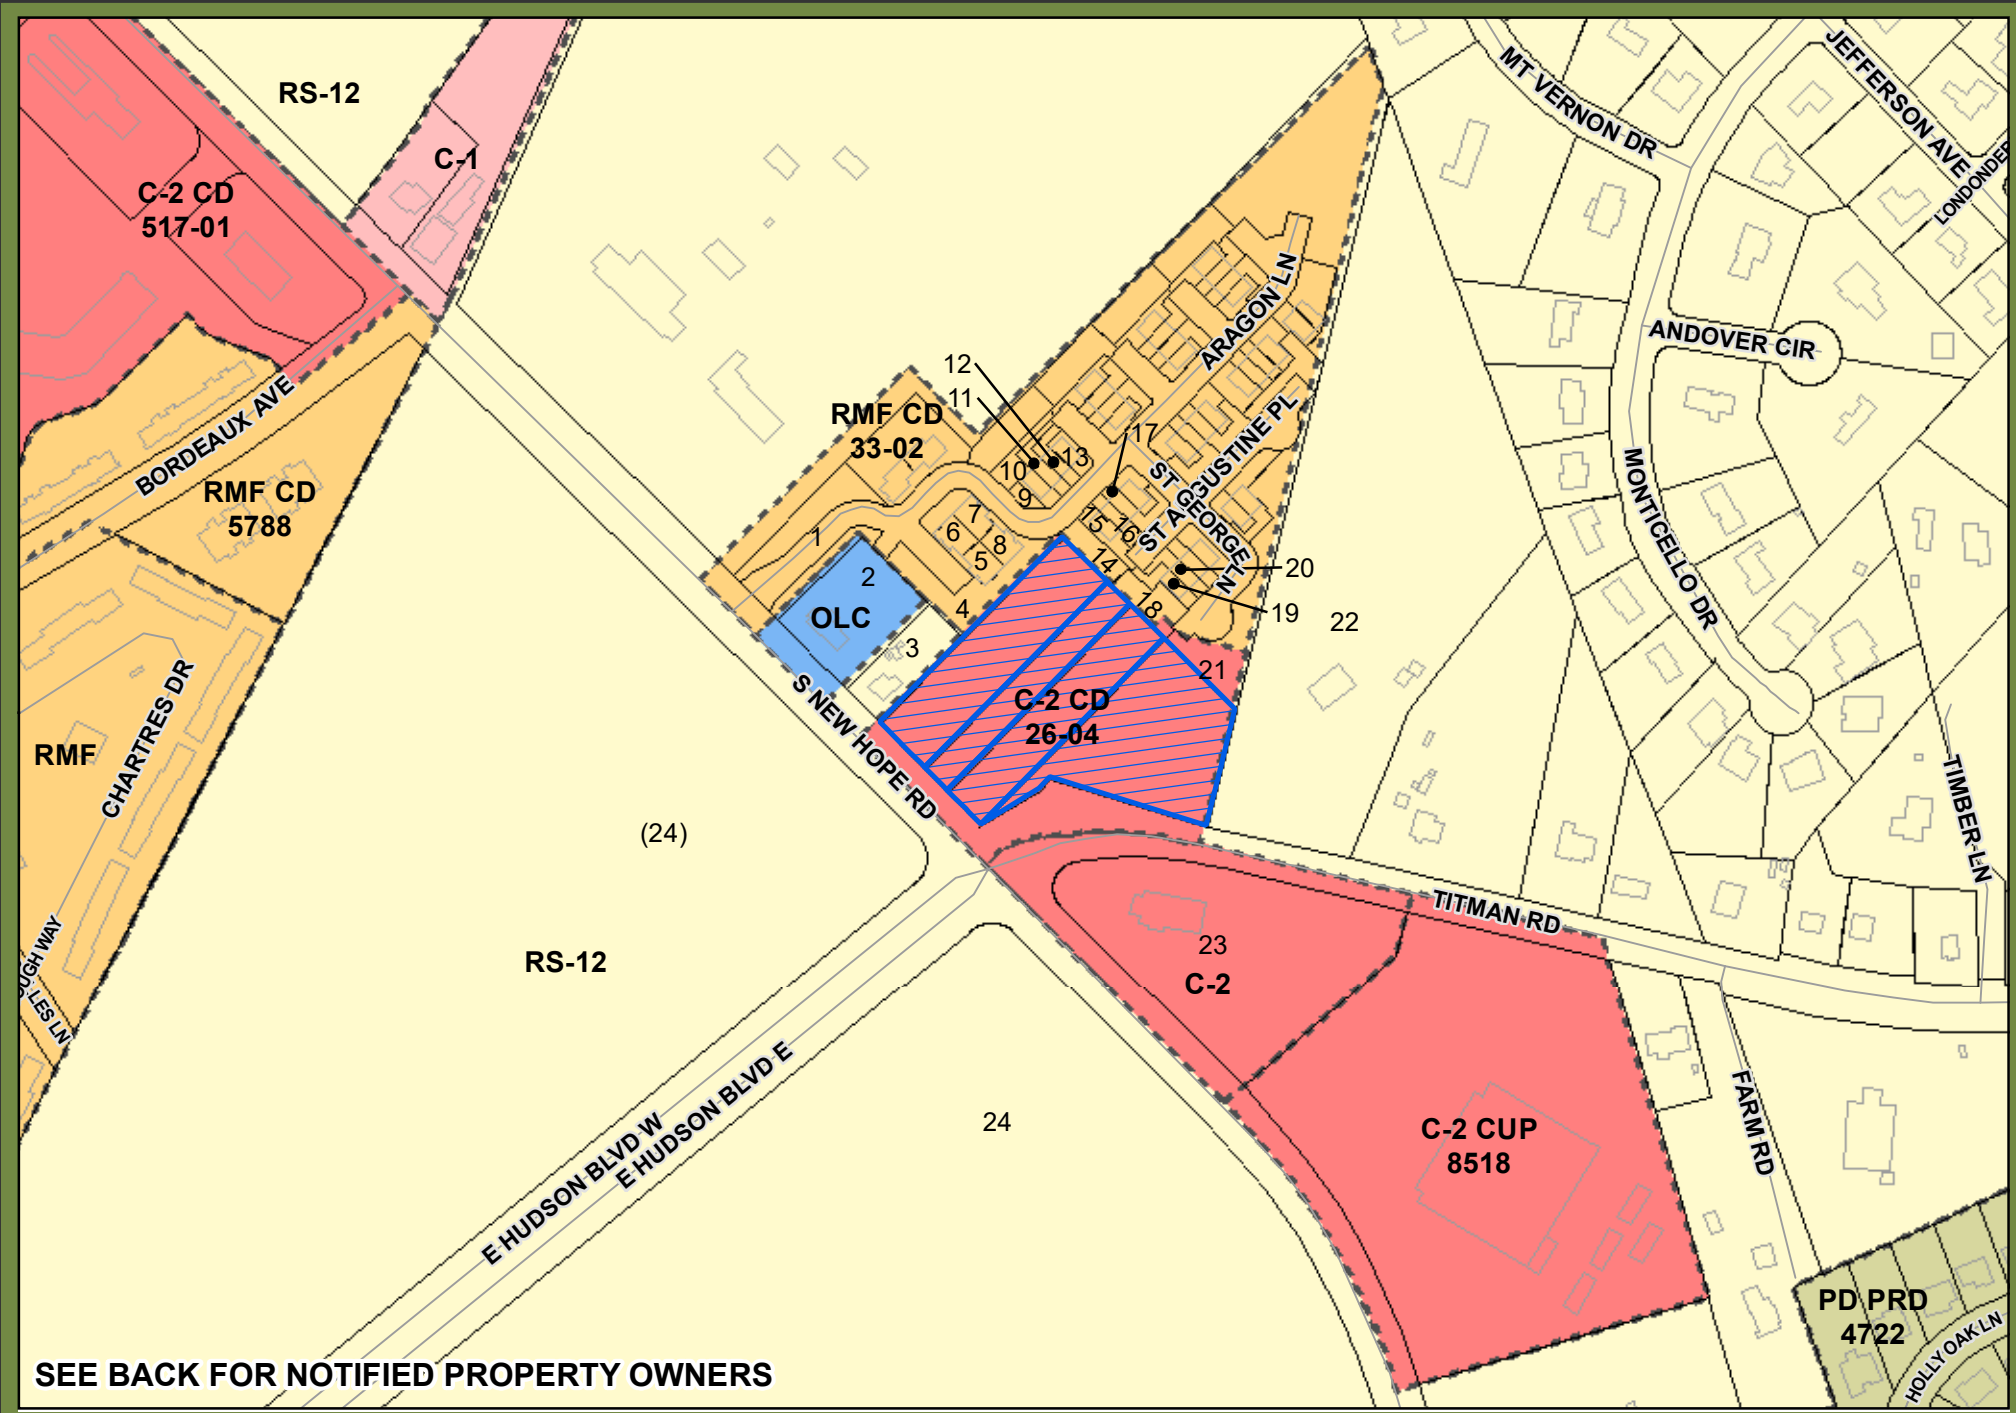 RS-12
C-1
C-2 CD
517-01
MT VERNON DR
JEFFERSON AVE
ANDOVER CIR
ARAGON LN
12
11
RMF CD
33-02
10
13
9
17
BORDEAUX AVE
RMF CD
5788
ST GEORGE
ST AUGUSTINE PL
NT
MONTICELLO DR
7
6
8
5
1
15
16
14
2
OLC
4
3
18
20
19
22
21
S NEW HOPE RD
C-2 CD
26-04
RMF
CHARTRES DR
(24)
TIMBER LN
TITMAN RD
23
C-2
RS-12
LES LN
E HUDSON BLVD W
E HUDSON BLVD E
24
C-2 CUP
8518
FARM RD
PD PRD
4722
HOLLY OAK LN
SEE BACK FOR NOTIFIED PROPERTY OWNERS